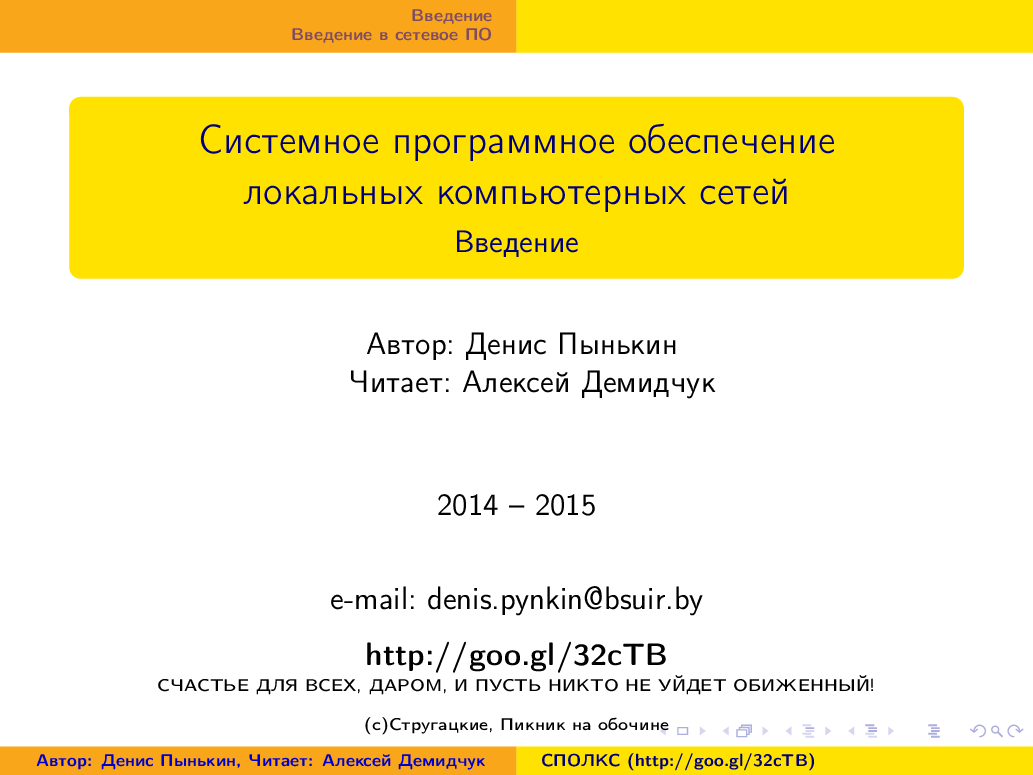 Введение
Введение в сетевое ПО
Системное программное обеспечение
локальных компьютерных сетей
Введение
Автор: Денис Пынькин
Читает: Алексей Демидчук
2014 – 2015
e-mail: denis.pynkin@bsuir.by
http://goo.gl/32cTB
СЧАСТЬЕ ДЛЯ ВСЕХ, ДАРОМ, И ПУСТЬ НИКТО НЕ УЙДЕТ ОБИЖЕННЫЙ!
(с)Стругацкие, Пикник на обочине
Автор: Денис Пынькин, Читает: Алексей Демидчук
СПОЛКС (http://goo.gl/32cTB)